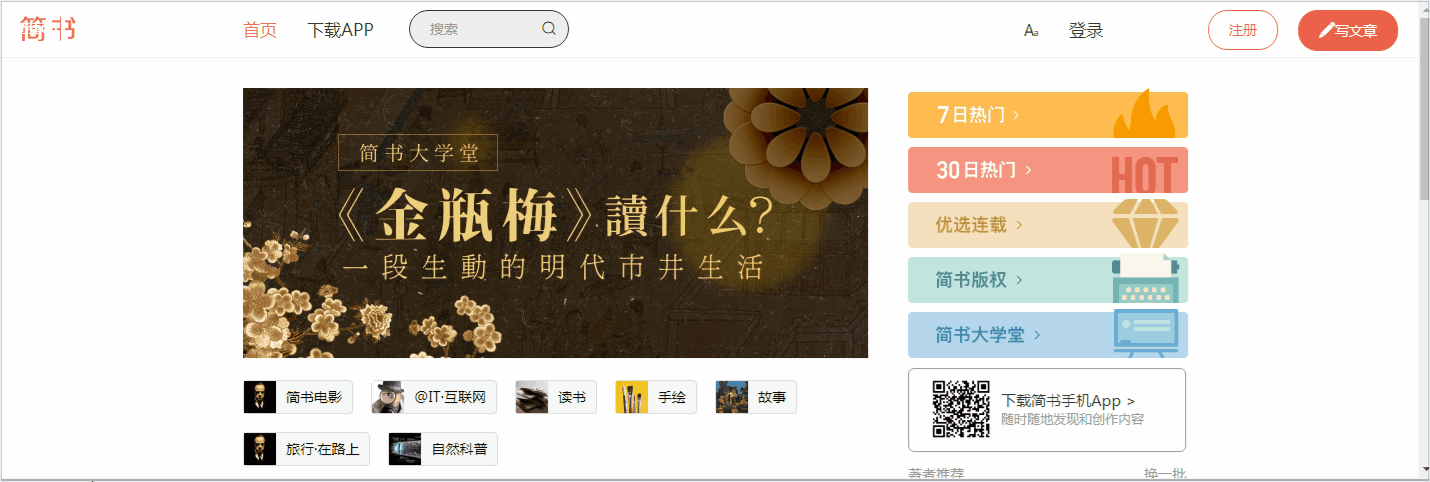 简书
首页 下载APP 搜索 Aa 登录 注册 写文章
简书大学堂
《金瓶梅》讀什么?
一段生動的明代市井生活
7日热门 >
30日热门 >
HOT
优选连载 >
简书版权 >
简书大学堂 >
简书电影 @IT·互联网 读书 手绘 故事
旅行·在路上 自然科普
下载简书手机App >
随时随地发现和创作内容
著者推荐 换一批